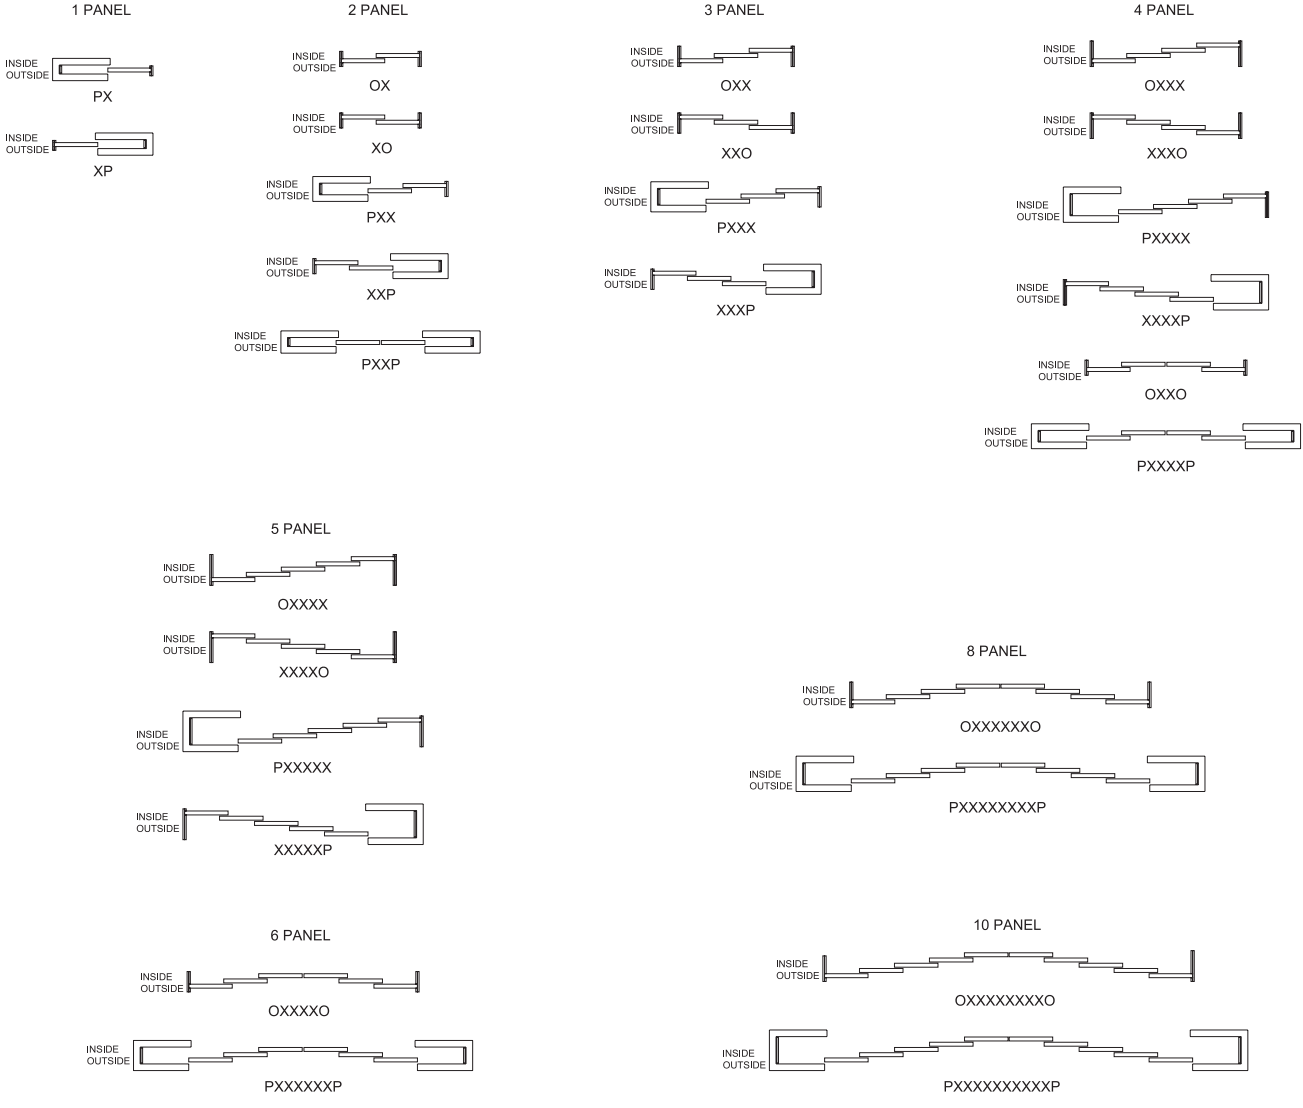 1 PANEL
INSIDE
OUTSIDE
PX
INSIDE
OUTSIDE
XP
2 PANEL
INSIDE
OUTSIDE
OX
INSIDE
OUTSIDE
XO
INSIDE
OUTSIDE
PXX
INSIDE
OUTSIDE
XXP
INSIDE
OUTSIDE
PXXP
3 PANEL
INSIDE
OUTSIDE
OXX
INSIDE
OUTSIDE
XXO
INSIDE
OUTSIDE
PXXX
INSIDE
OUTSIDE
XXXP
4 PANEL
INSIDE
OUTSIDE
OXXX
INSIDE
OUTSIDE
XXXO
INSIDE
OUTSIDE
PXXXX
INSIDE
OUTSIDE
XXXXP
INSIDE
OUTSIDE
OXXO
INSIDE
OUTSIDE
PXXXXP
5 PANEL
INSIDE
OUTSIDE
OXXXX
INSIDE
OUTSIDE
XXXXO
INSIDE
OUTSIDE
PXXXXX
INSIDE
OUTSIDE
XXXXXP
8 PANEL
INSIDE
OUTSIDE
OXXXXXXO
INSIDE
OUTSIDE
PXXXXXXXXP
6 PANEL
INSIDE
OUTSIDE
OXXXXO
INSIDE
OUTSIDE
PXXXXXXP
10 PANEL
INSIDE
OUTSIDE
OXXXXXXXXO
INSIDE
OUTSIDE
PXXXXXXXXXXP